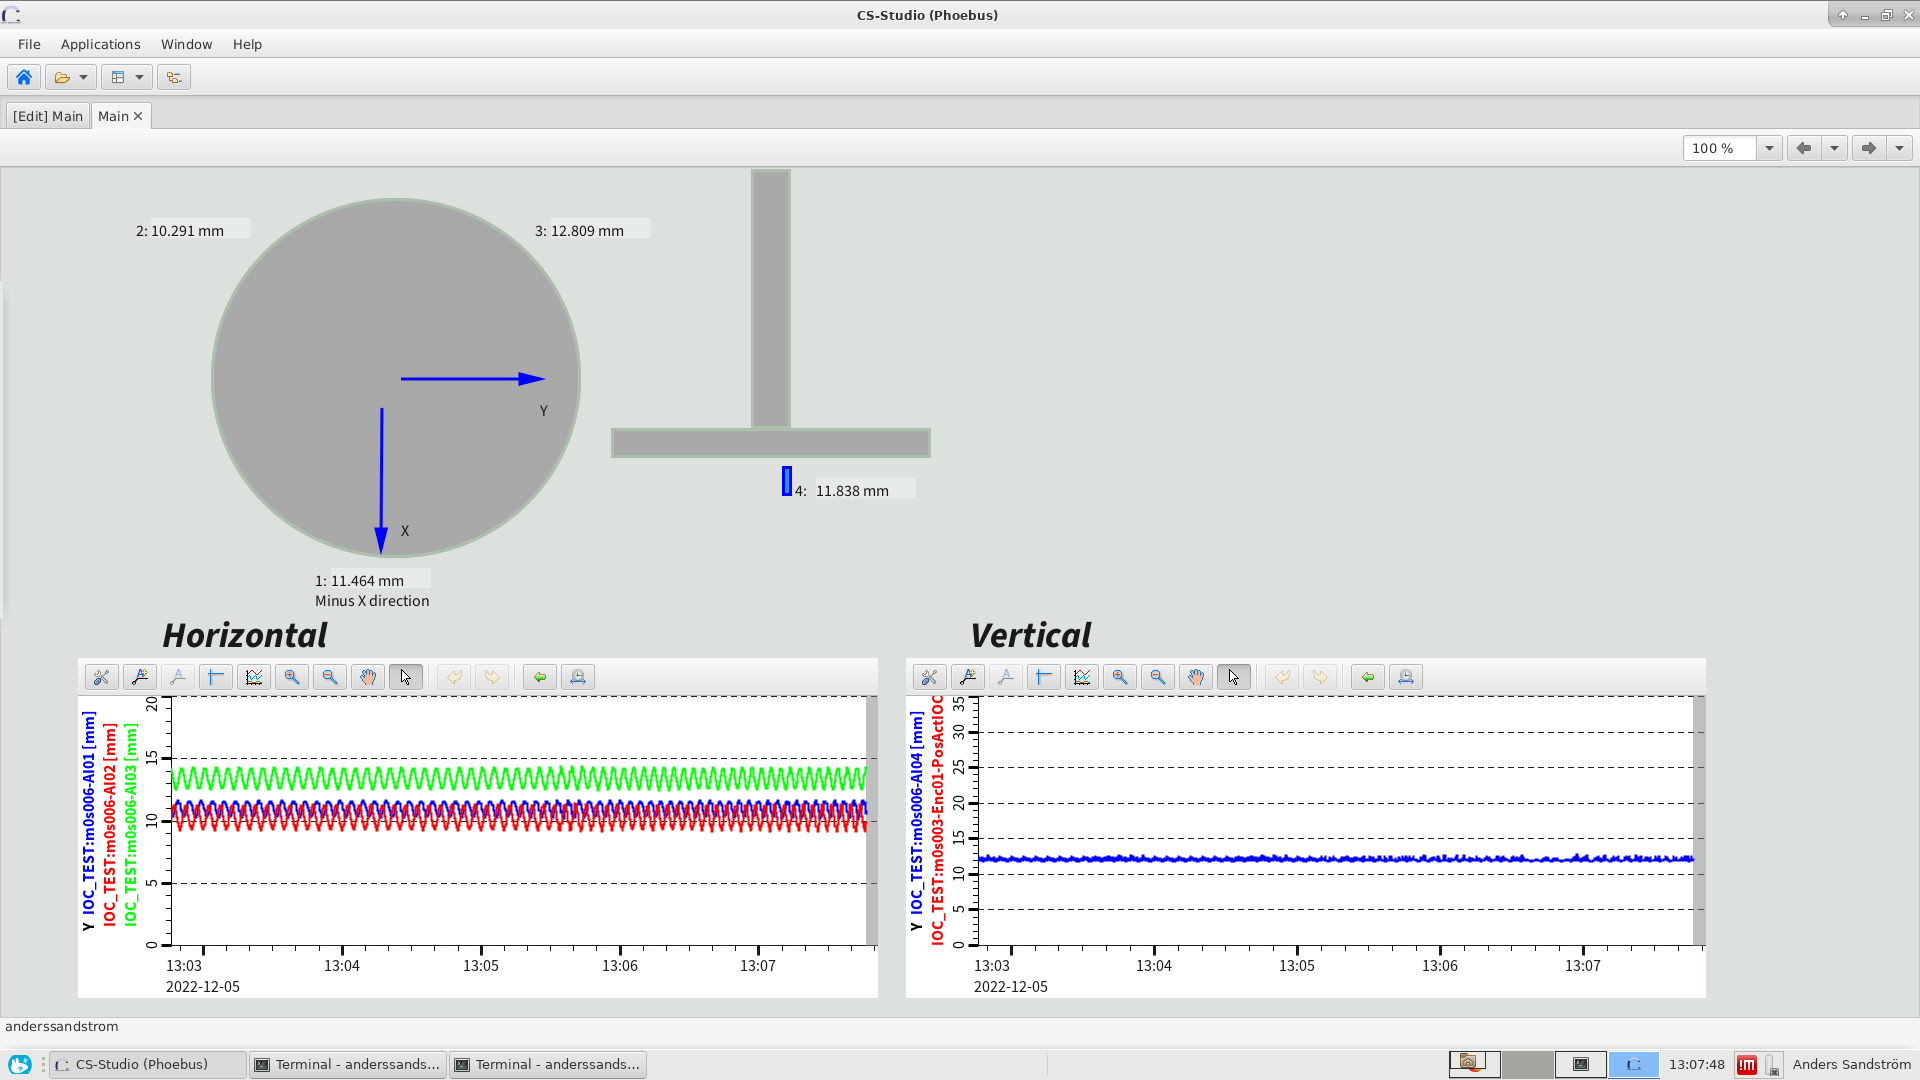 CS-Studio (Phoebus)
File Applications Window Help
[Edit] Main Main
100 %
2: 10.291 mm
3: 12.809 mm
Y
X
4: 11.838 mm
1: 11.464 mm
Minus X direction
Horizontal
Vertical
Y IOC_TEST:m0s006-AI01 [mm]
IOC_TEST:m0s006-AI02 [mm]
IOC_TEST:m0s006-AI03 [mm]
20
15
10
5
0
13:03 13:04 13:05 13:06 13:07
2022-12-05
Y IOC_TEST:m0s006-AI04 [mm]
IOC_TEST:m0s003-Enc01-PosActIOC
35
30
25
20
15
10
5
0
13:03 13:04 13:05 13:06 13:07
2022-12-05
anderssandstrom
CS-Studio (Phoebus) Terminal - anderssands... Terminal - anderssands... 13:07:48 Anders Sandström